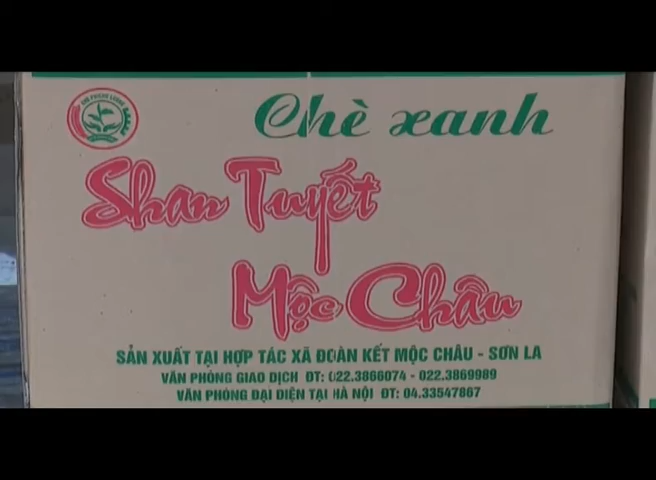 Chè xanh
Shan Tuyết
Mộc Châu
SẢN XUẤT TẠI HỢP TÁC XÃ ĐOÀN KẾT MỘC CHÂU - SƠN LA
VĂN PHÒNG GIAO DỊCH ĐT: 022.3866074 - 022.3869989
VĂN PHÒNG ĐẠI DIỆN TẠI HÀ NỘI ĐT: 04.33547867